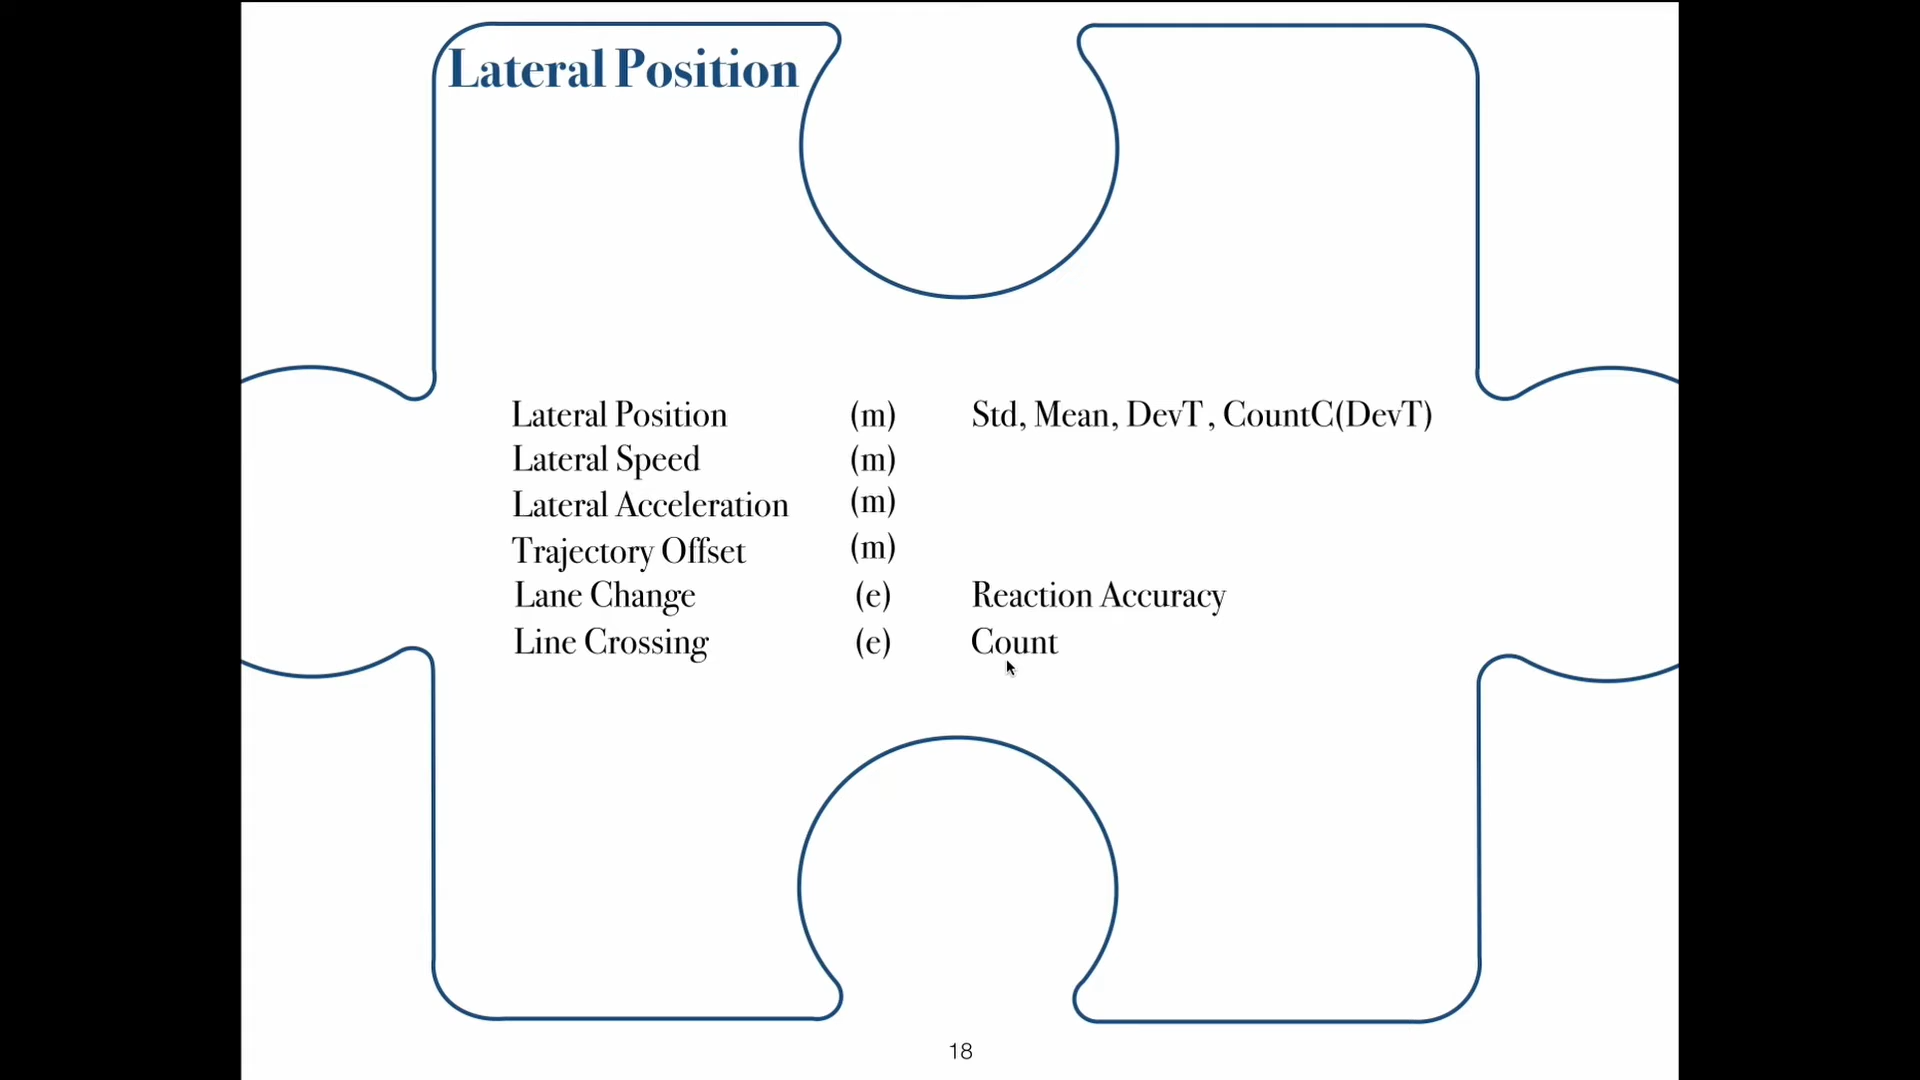 Lateral Position
Lateral Position (m) Std, Mean, DevT , CountC(DevT)
Lateral Speed (m)
Lateral Acceleration (m)
Trajectory Offset (m)
Lane Change (e) Reaction Accuracy
Line Crossing (e) Count
18